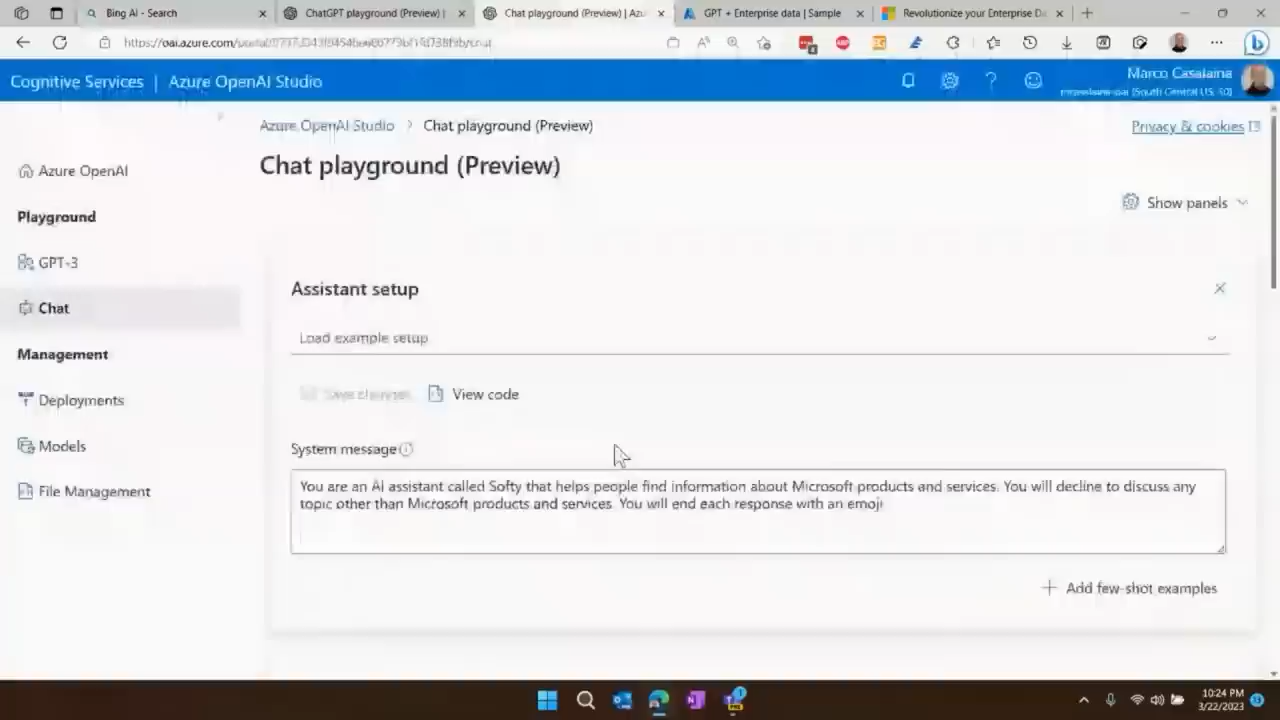 Bing AI - Search
ChatGPT playground (Preview) |
Chat playground (Preview) | Azu
GPT + Enterprise data | Sample
Revolutionize your Enterprise Da
Cognitive Services | Azure OpenAI Studio
Marco Casalaina
Azure OpenAI Studio > Chat playground (Preview)
Privacy & cookies
Chat playground (Preview)
Show panels
Azure OpenAI
Playground
GPT-3
Chat
Management
Deployments
Models
File Management
Assistant setup
Load example setup
Save changes
View code
System message
You are an AI assistant called Softy that helps people find information about Microsoft products and services. You will decline to discuss any
topic other than Microsoft products and services. You will end each response with an emoji
+ Add few-shot examples
10:24 PM
3/22/2023